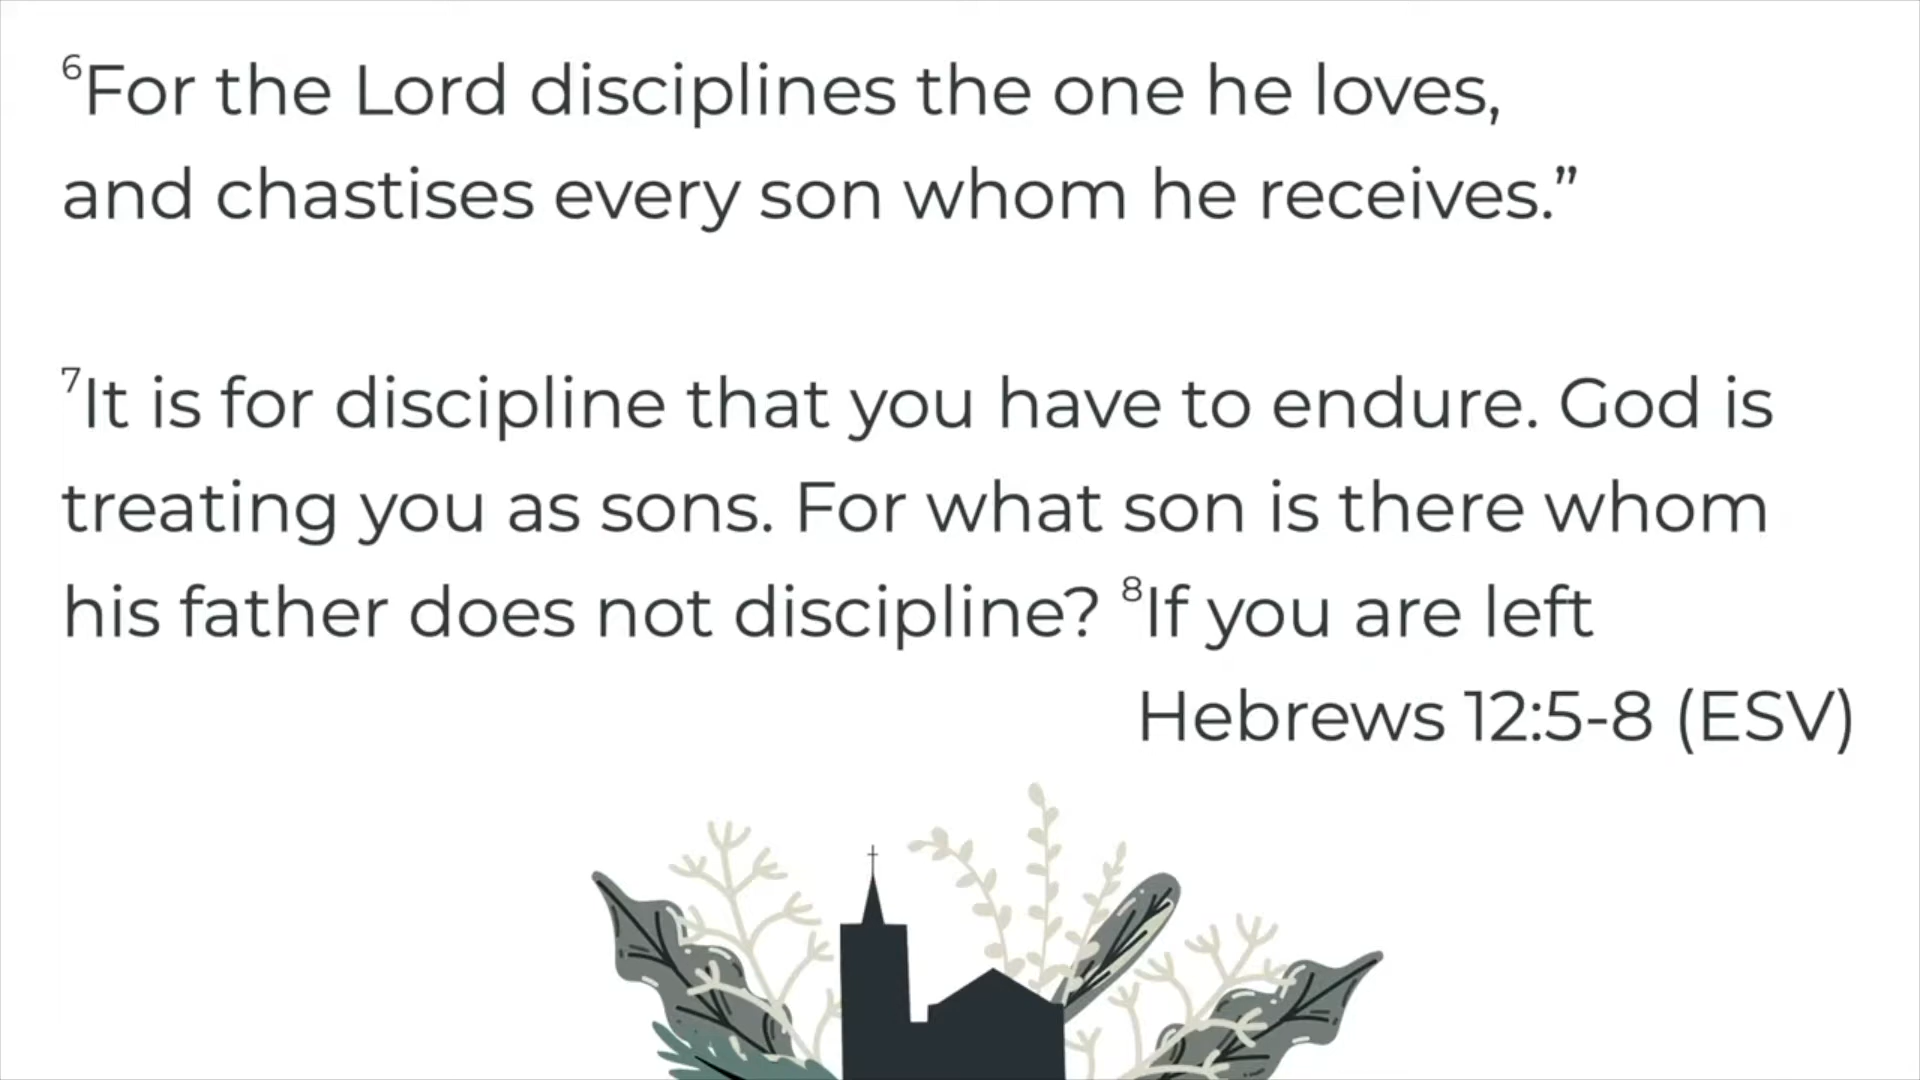 ⁶For the Lord disciplines the one he loves,
and chastises every son whom he receives.”
⁷It is for discipline that you have to endure. God is
treating you as sons. For what son is there whom
his father does not discipline? ⁸If you are left
Hebrews 12:5-8 (ESV)